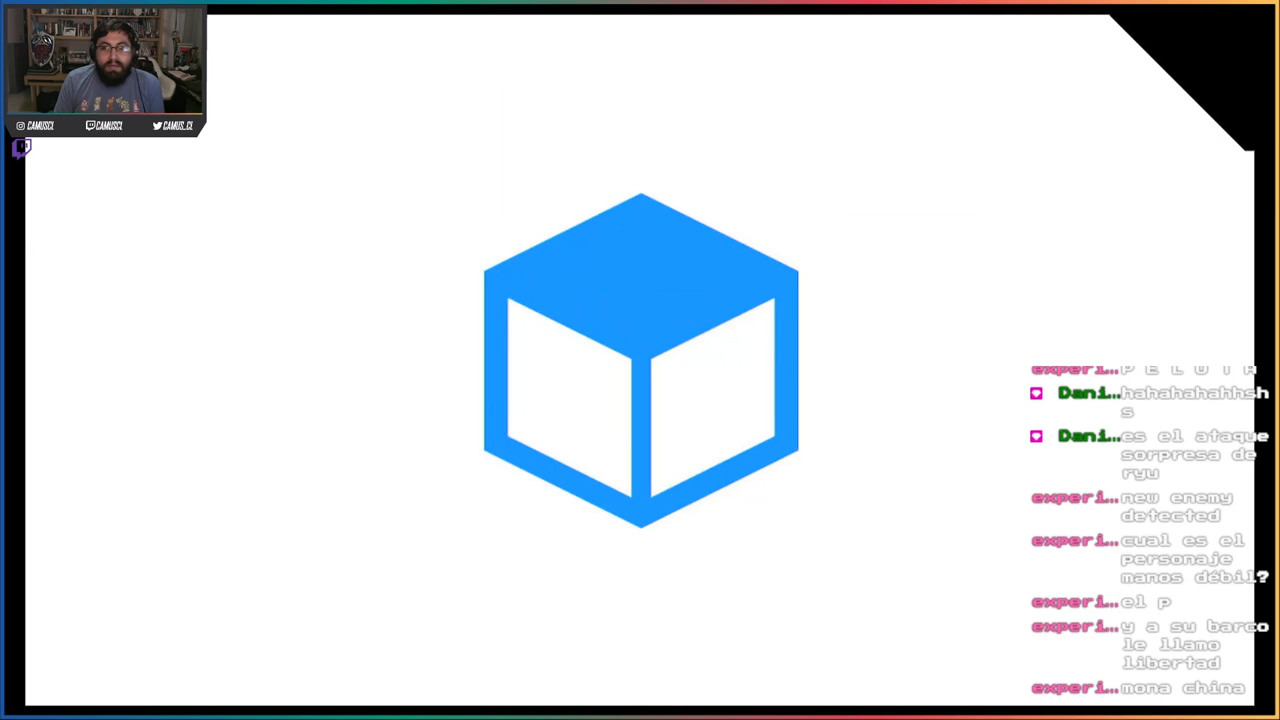 CAMUSCL
CAMUSCL
CAMUS_CL
experi...P E L O T A
Dani...hahahahahhsh
s
Dani...es el ataque
sorpresa de
ryu
experi...new enemy
detected
experi...cual es el
personaje
manos débil?
experi...el p
experi...y a su barco
le llamo
libertad
experi...mona china